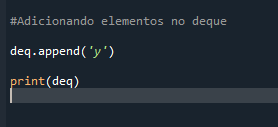 #Adicionando elementos no deque
deq.append('y')
print(deq)